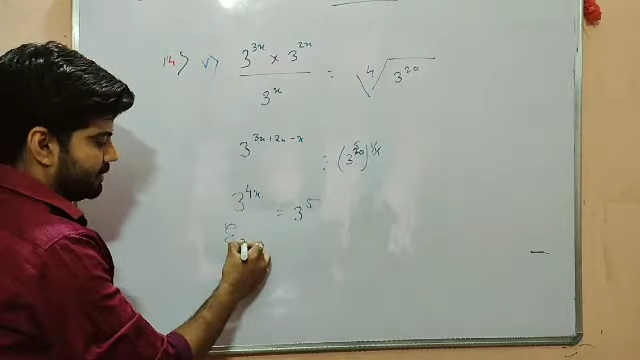 14) v) 3^{3x} × 3^{2x} / 3^x = ⁴√3^{20}
3^{3x+2x-x} = (3^{20})^{1/4}
3^{4x} = 3^5